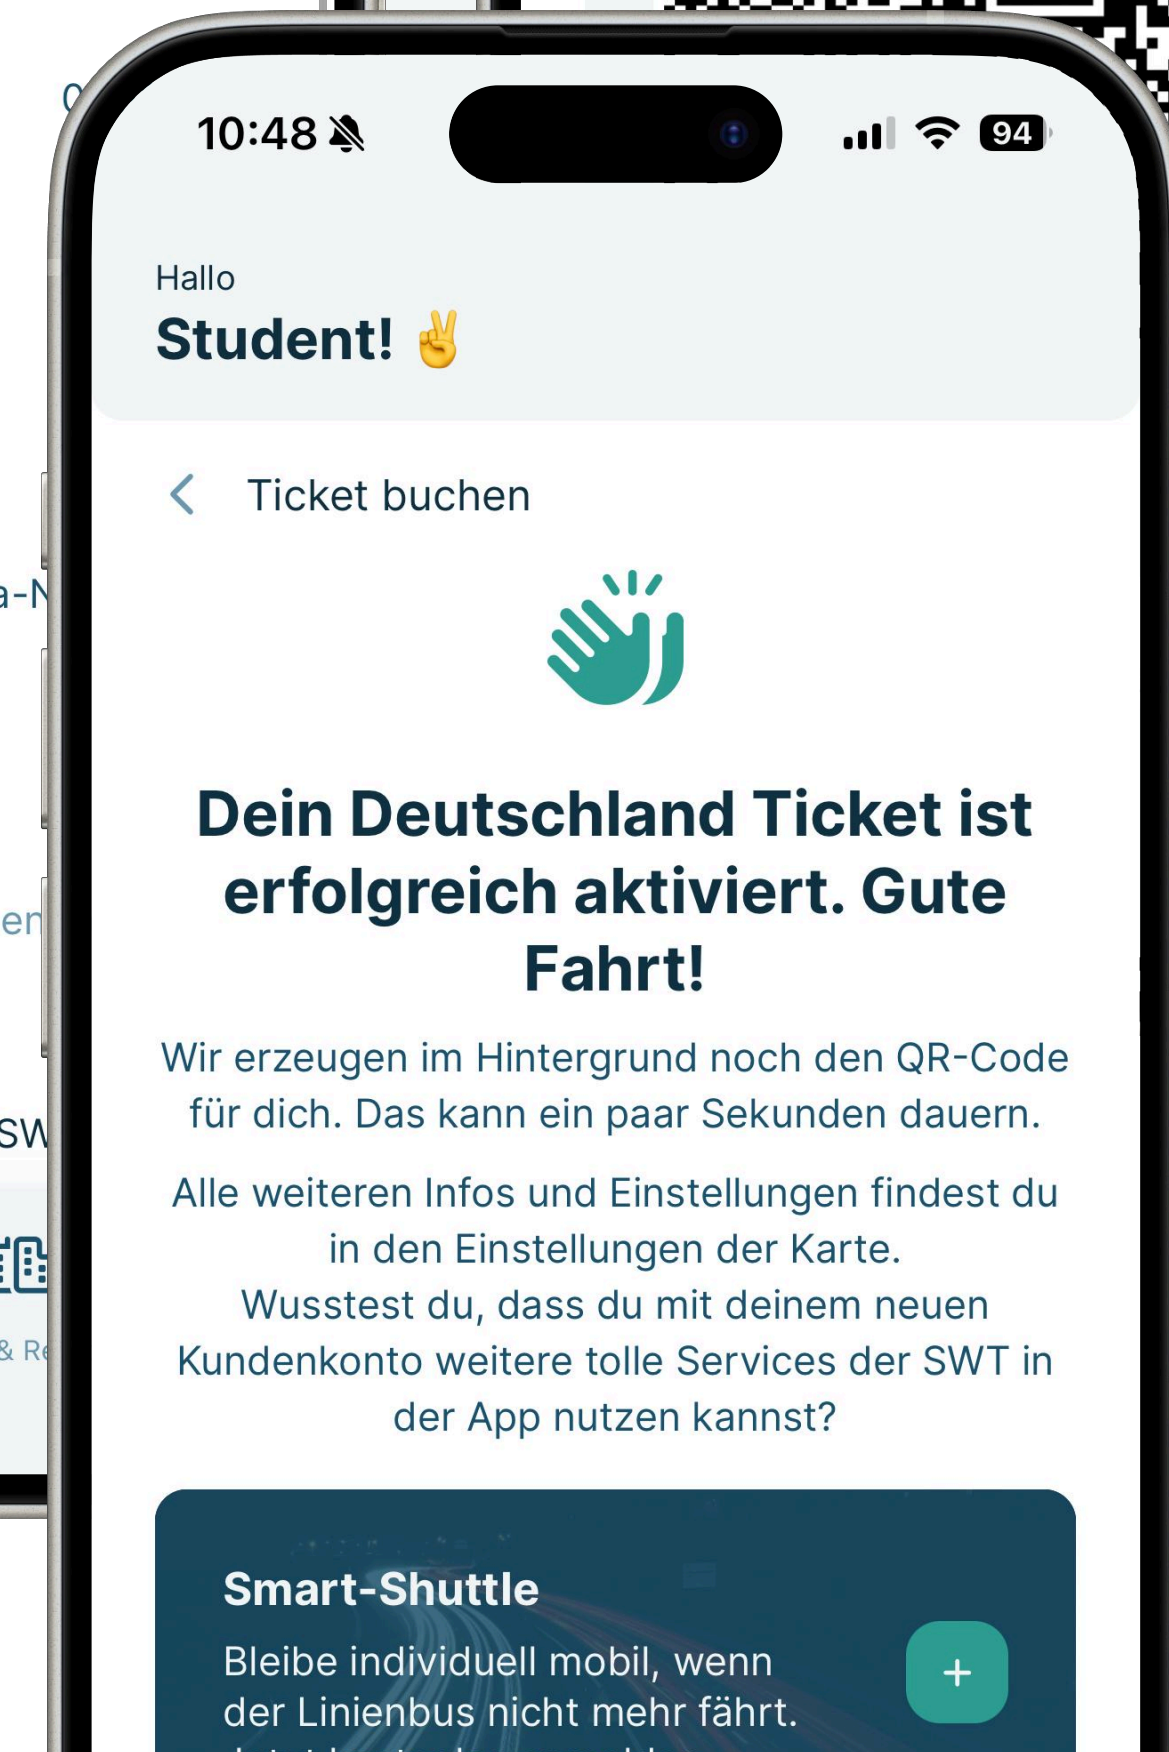 10:48
94
Hallo
Student! ✌️
Ticket buchen
Dein Deutschland Ticket ist
erfolgreich aktiviert. Gute
Fahrt!
Wir erzeugen im Hintergrund noch den QR-Code
für dich. Das kann ein paar Sekunden dauern.
Alle weiteren Infos und Einstellungen findest du
in den Einstellungen der Karte.
Wusstest du, dass du mit deinem neuen
Kundenkonto weitere tolle Services der SWT in
der App nutzen kannst?
Smart-Shuttle
Bleibe individuell mobil, wenn
der Linienbus nicht mehr fährt.
+